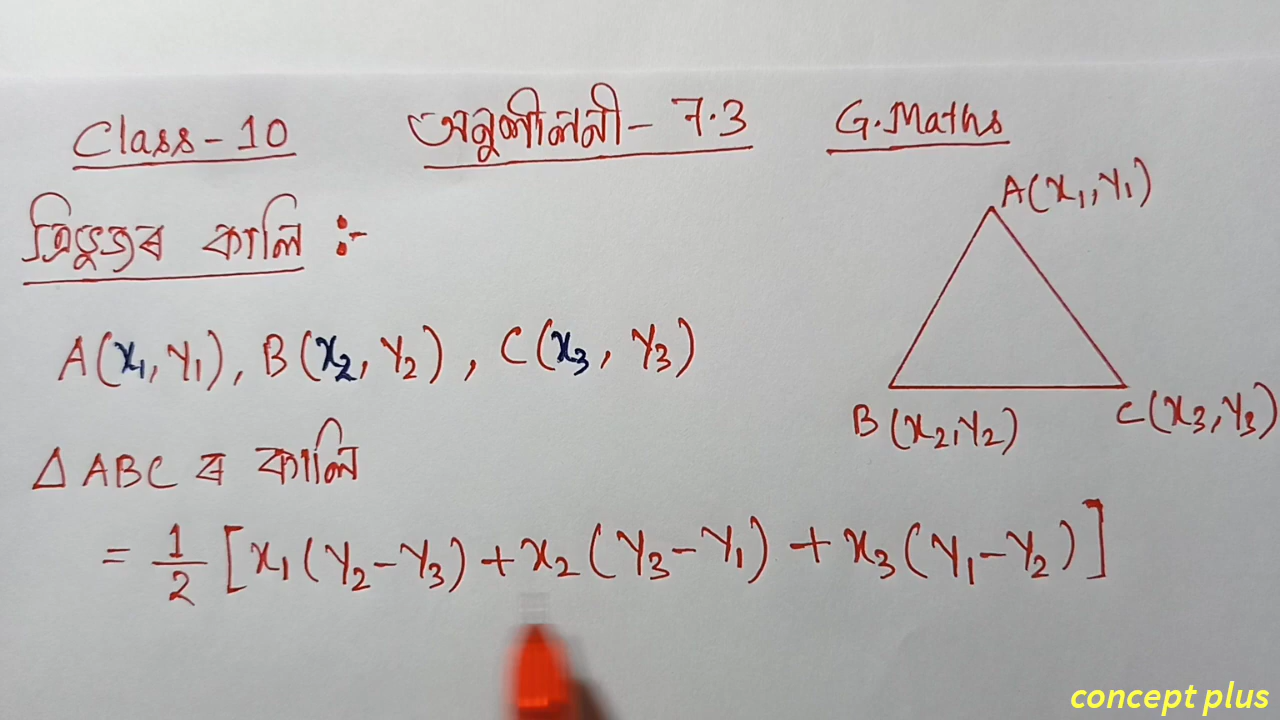 Class - 10 অনুশীলনী - 7.3 G.Maths
ত্ৰিভুজৰ কালি :-
A(x₁, y₁)
A(x₁, y₁), B(x₂, y₂), C(x₃, y₃)
B(x₂, y₂) C(x₃, y₃)
△ ABC ৰ কালি
= 1/2 [x₁(y₂-y₃)+x₂(y₃-y₁)+x₃(y₁-y₂)]
concept plus